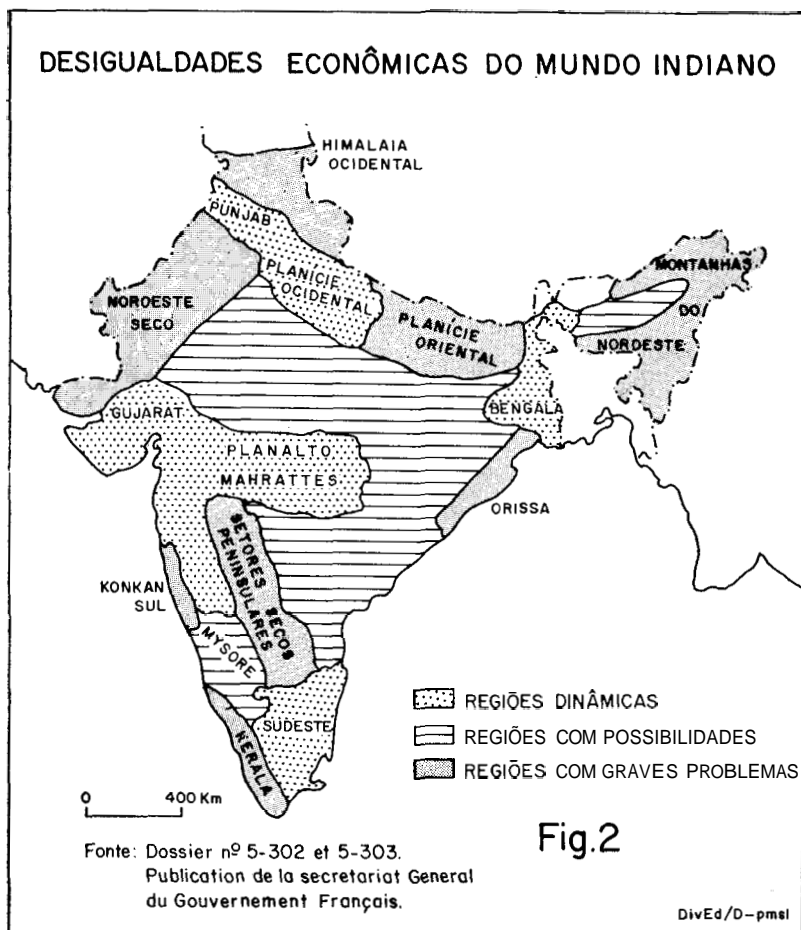 DESIGUALDADES ECONÔMICAS DO MUNDO INDIANO
HIMALAIA
OCIDENTAL
PUNJAB
PLANÍCIE
OCIDENTAL
NOROESTE
SECO
PLANÍCIE
ORIENTAL
MONTANHAS
DO
NORDESTE
GUJARAT
BENGALA
PLANALTO
MAHRATTES
ORISSA
SETORES SECOS
PENINSULARES
KONKAN
SUL
MYSORE
SUDESTE
KERALA
REGIÕES DINÂMICAS
REGIÕES COM POSSIBILIDADES
REGIÕES COM GRAVES PROBLEMAS
0 400 Km
Fig.2
Fonte: Dossier nº 5-302 et 5-303.
Publication de la secretariat General
du Gouvernement Français.
DivEd/D-pmsl